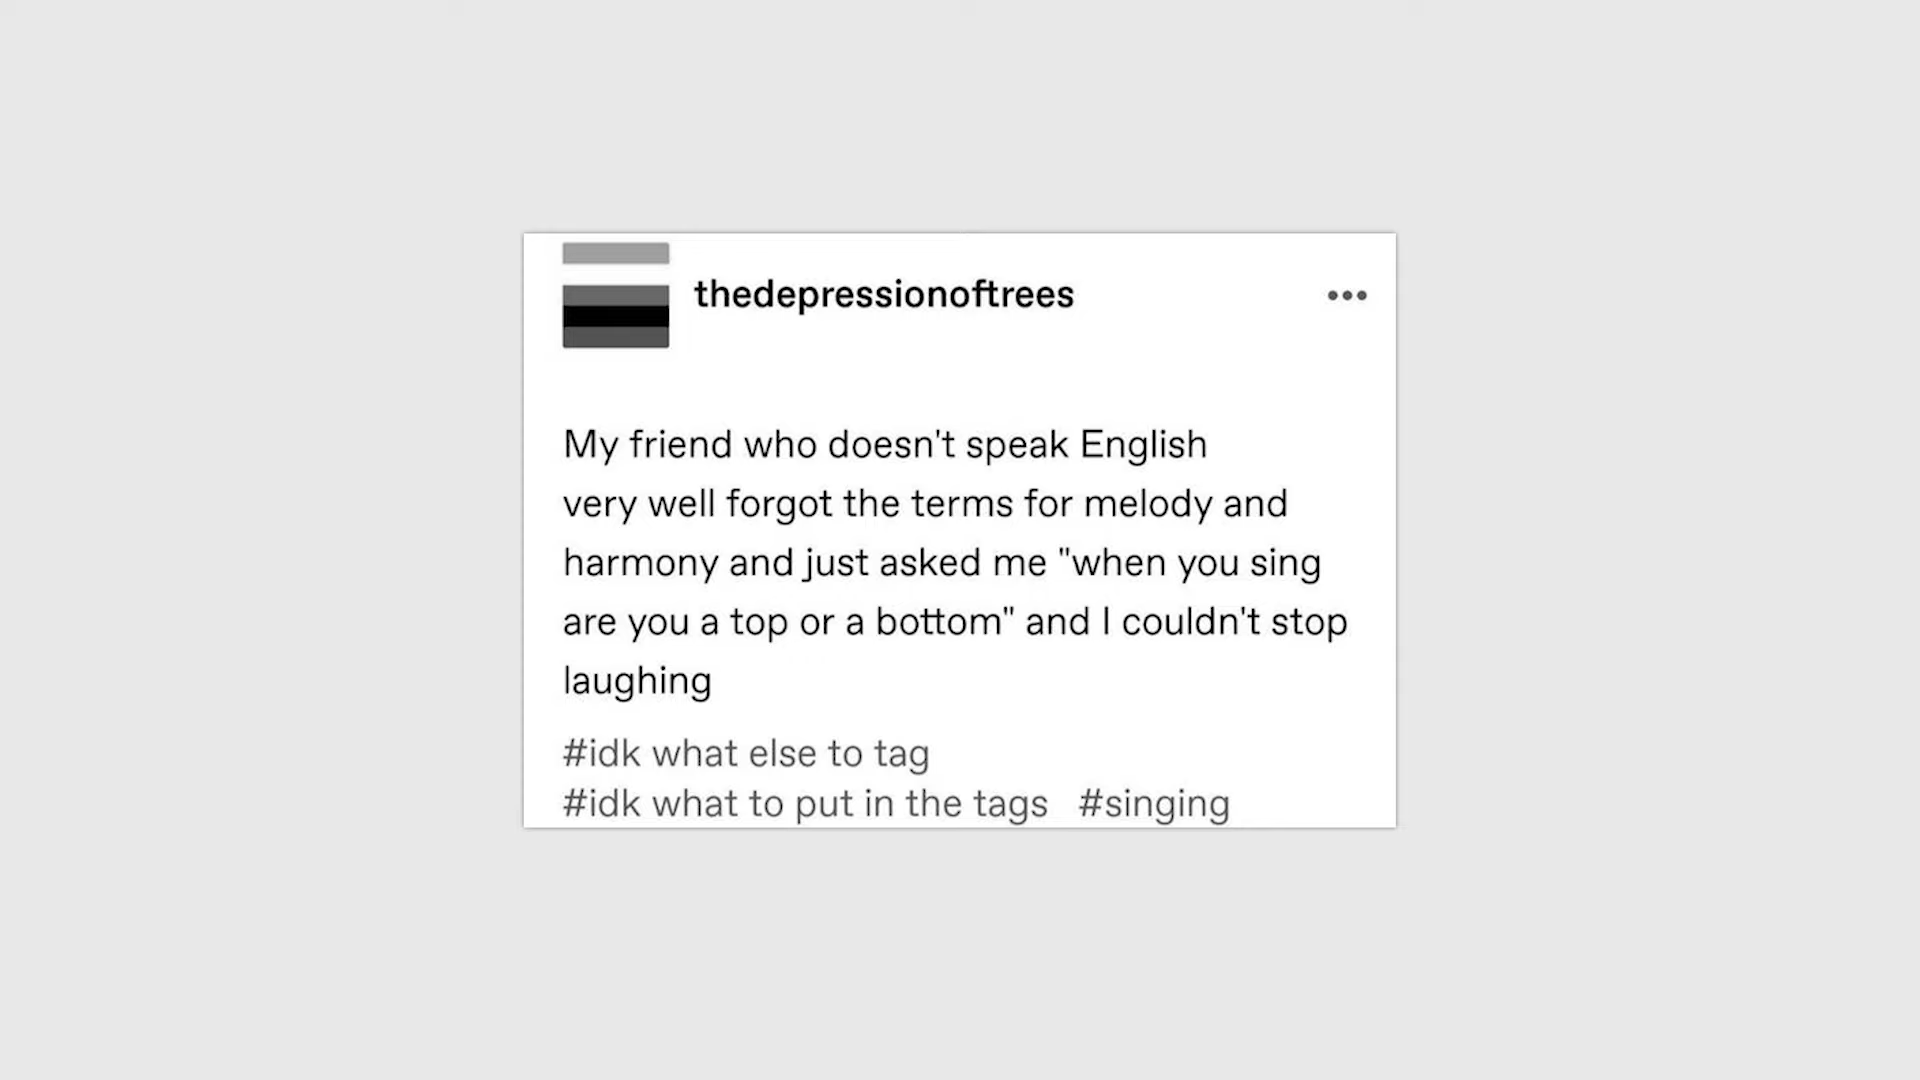 thedepressionoftrees
My friend who doesn't speak English
very well forgot the terms for melody and
harmony and just asked me "when you sing
are you a top or a bottom" and I couldn't stop
laughing
#idk what else to tag
#idk what to put in the tags #singing